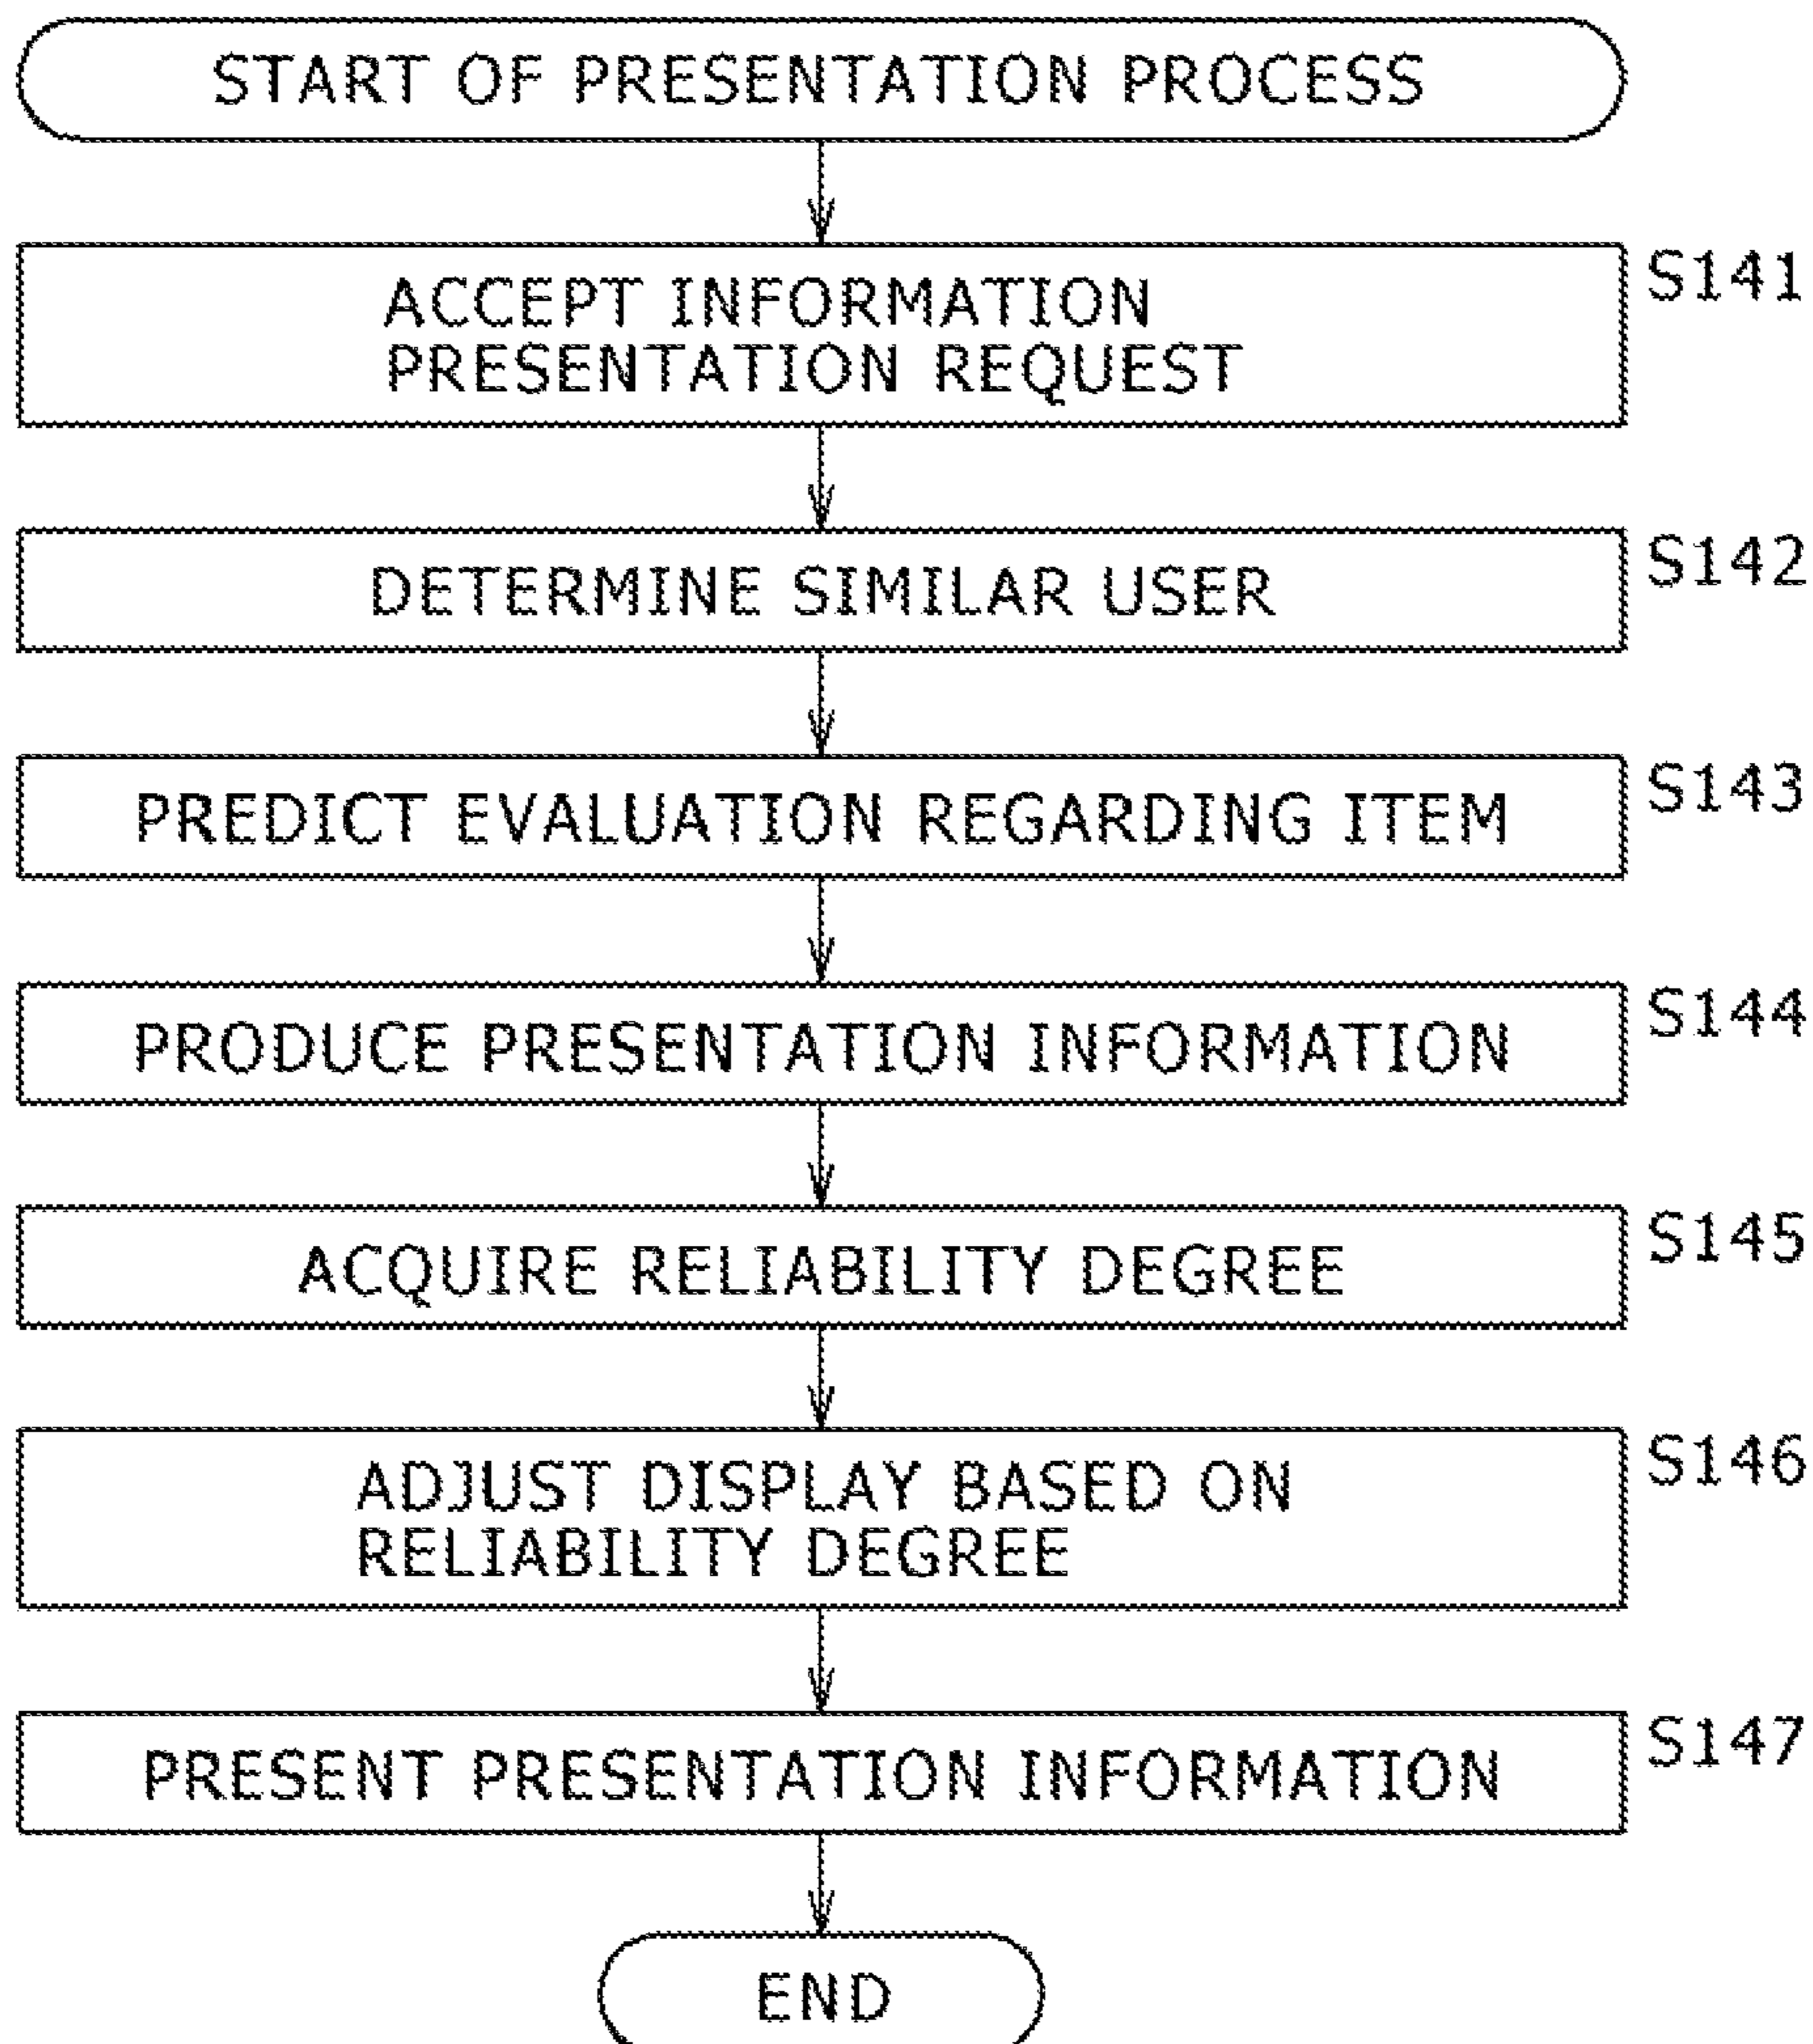 START OF PRESENTATION PROCESS
ACCEPT INFORMATION
PRESENTATION REQUEST
S141
DETERMINE SIMILAR USER
S142
PREDICT EVALUATION REGARDING ITEM
S143
PRODUCE PRESENTATION INFORMATION
S144
ACQUIRE RELIABILITY DEGREE
S145
ADJUST DISPLAY BASED ON
RELIABILITY DEGREE
S146
PRESENT PRESENTATION INFORMATION
S147
END